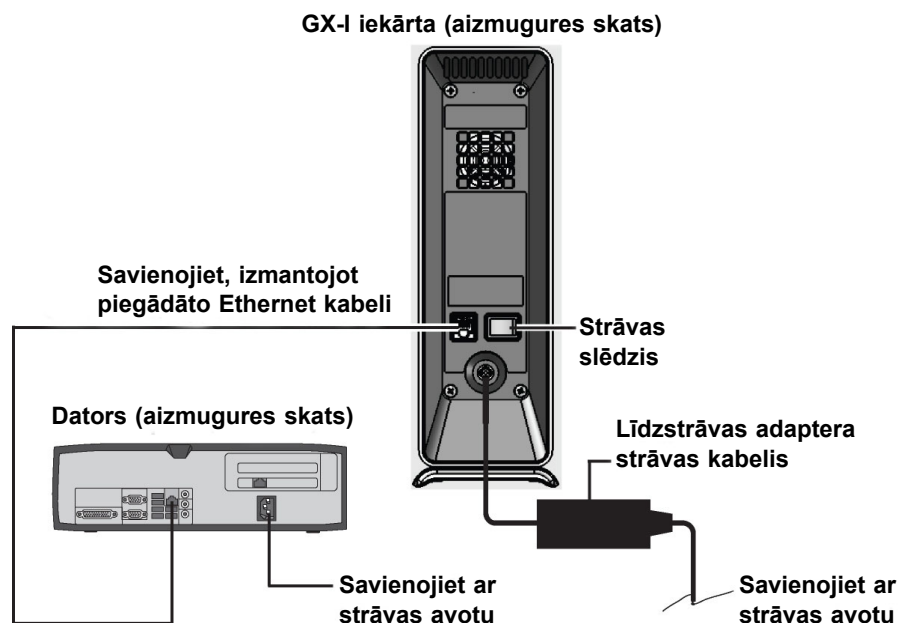 GX-I iekārta (aizmugures skats)
Savienojiet, izmantojot
piegādāto Ethernet kabeli
Strāvas
slēdzis
Dators (aizmugures skats)
Līdzstrāvas adaptera
strāvas kabelis
Savienojiet ar
strāvas avotu
Savienojiet ar
strāvas avotu